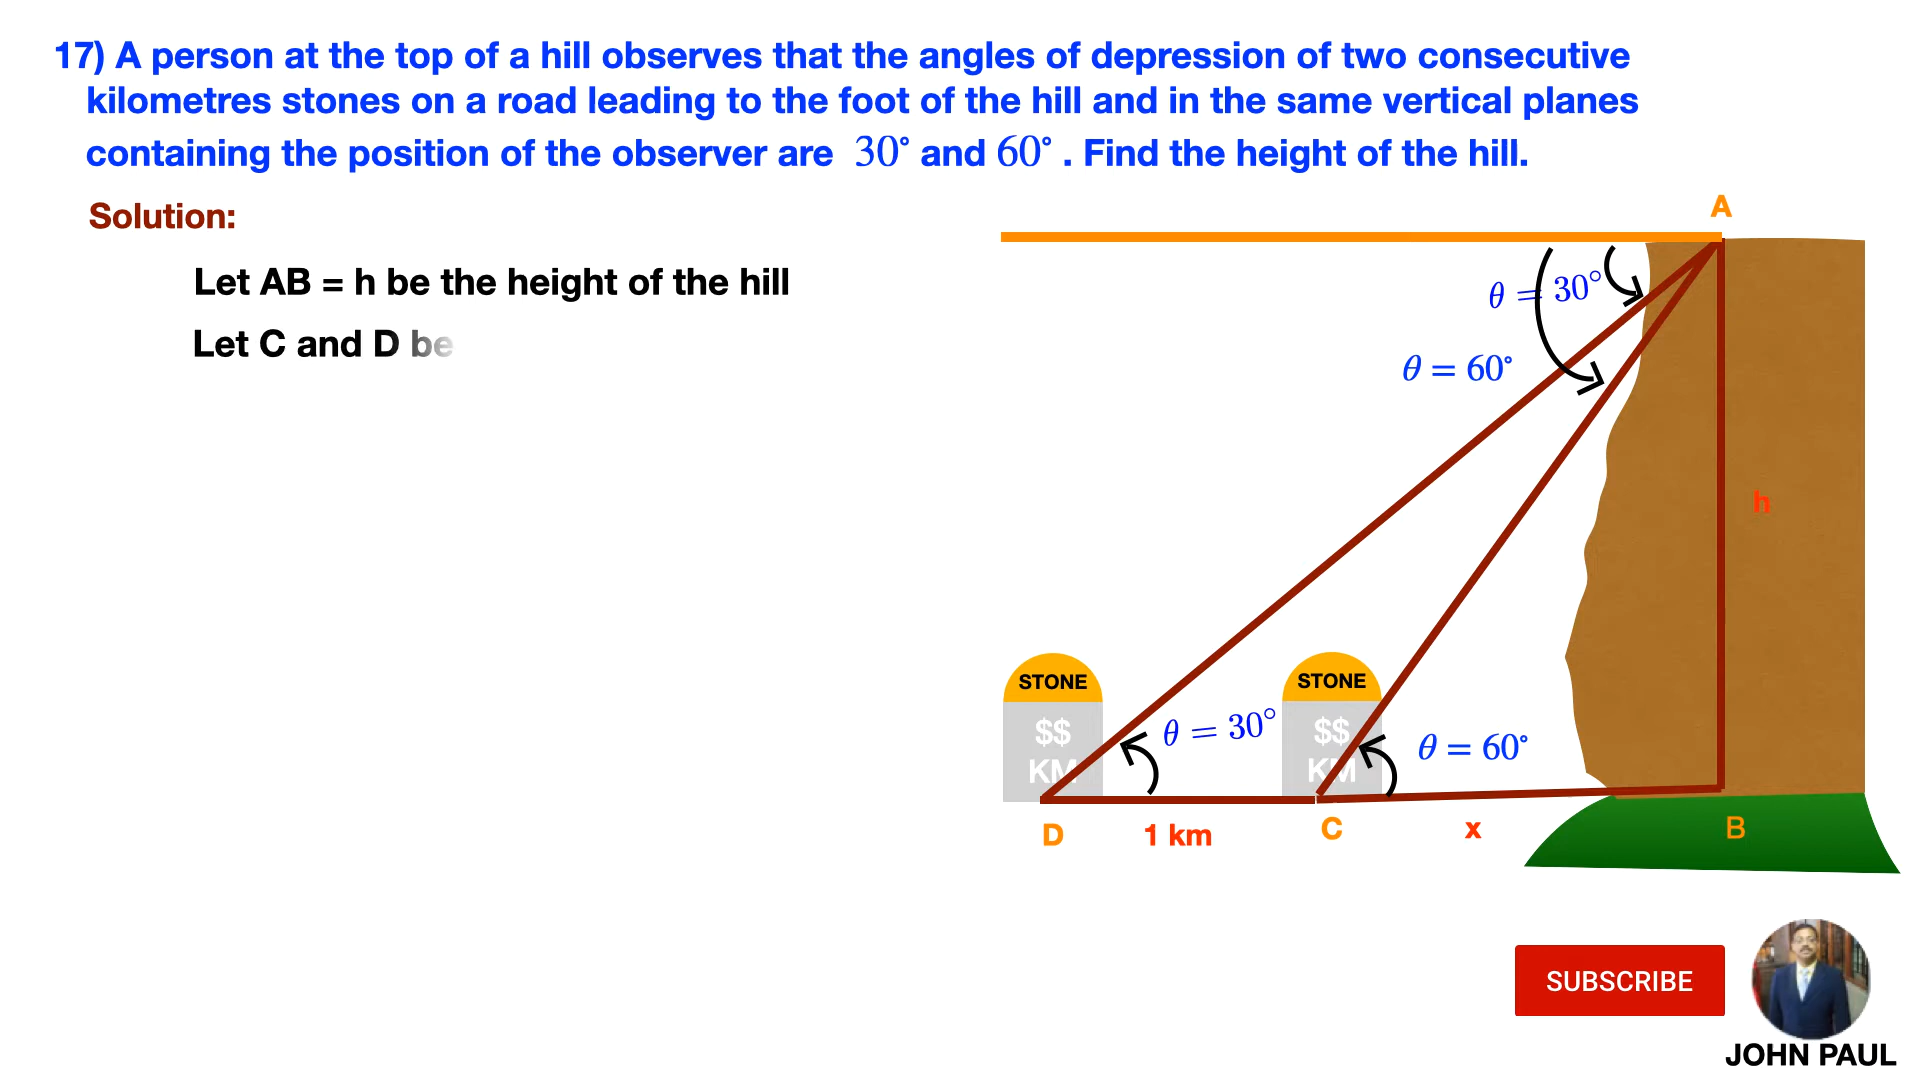 17) A person at the top of a hill observes that the angles of depression of two consecutive
kilometres stones on a road leading to the foot of the hill and in the same vertical planes
containing the position of the observer are 30° and 60° . Find the height of the hill.
Solution:
A
Let AB = h be the height of the hill
θ = 30°
Let C and D be
θ = 60°
h
STONE
STONE
$$
KM
θ = 30°
$$
KM
θ = 60°
D
1 km
C
x
B
SUBSCRIBE
JOHN PAUL